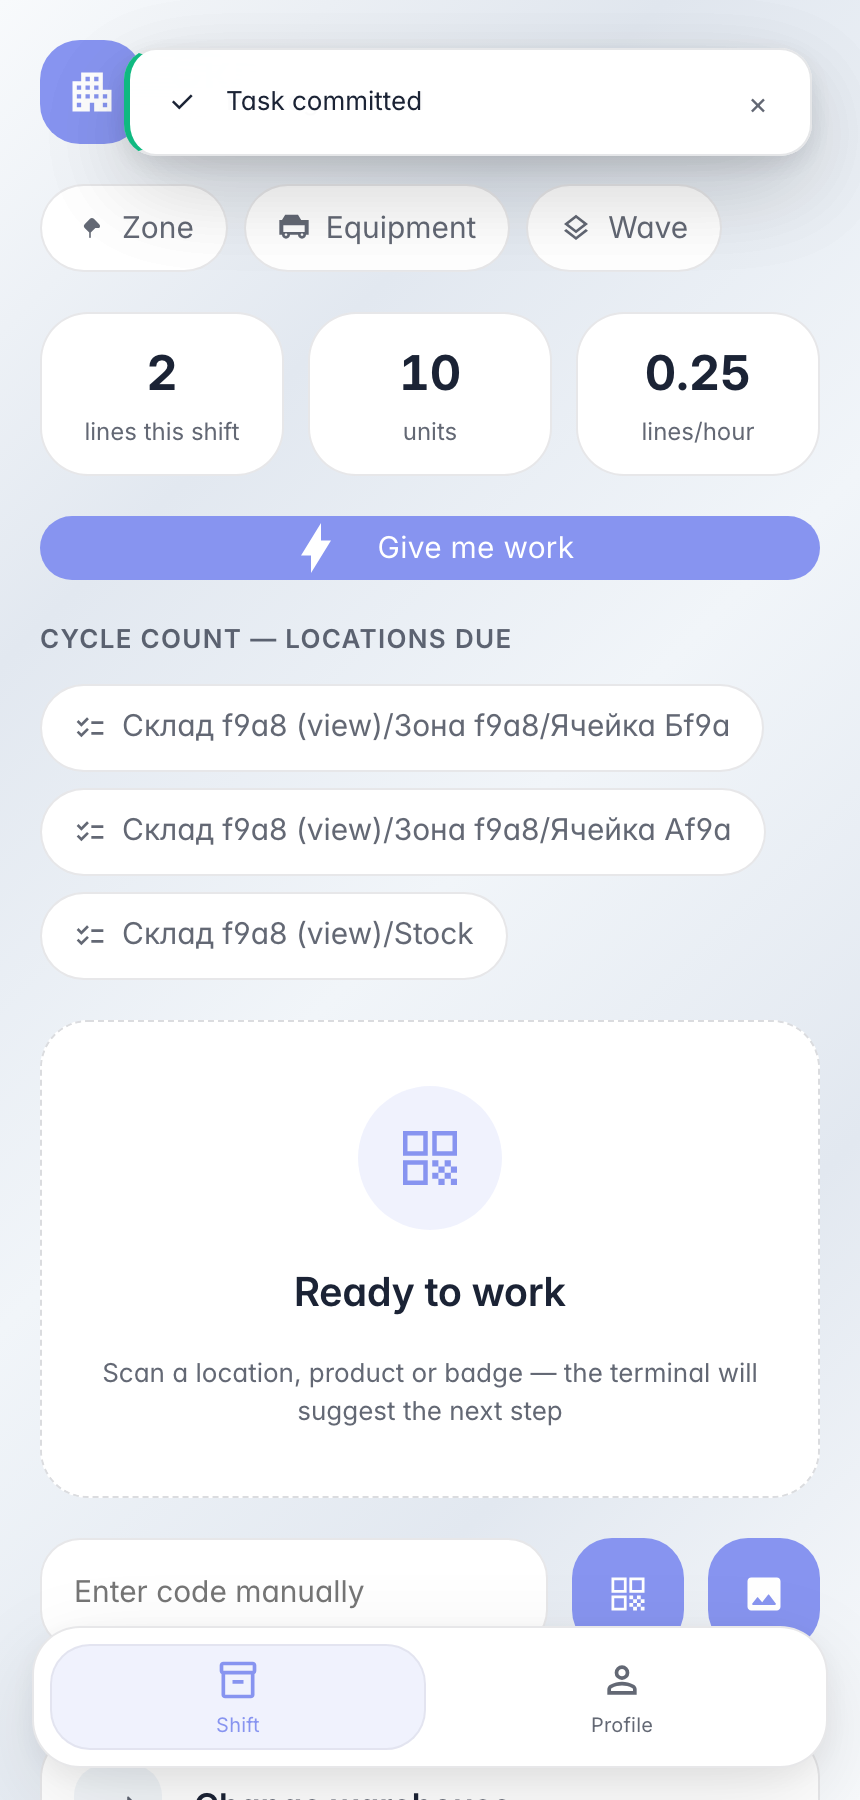 Task committed
Zone
Equipment
Wave
2
lines this shift
10
units
0.25
lines/hour
Give me work
CYCLE COUNT — LOCATIONS DUE
Склад f9a8 (view)/Зона f9a8/Ячейка Бf9a
Склад f9a8 (view)/Зона f9a8/Ячейка Af9a
Склад f9a8 (view)/Stock
Ready to work
Scan a location, product or badge — the terminal will
suggest the next step
Enter code manually
Shift
Profile
Change warehouse